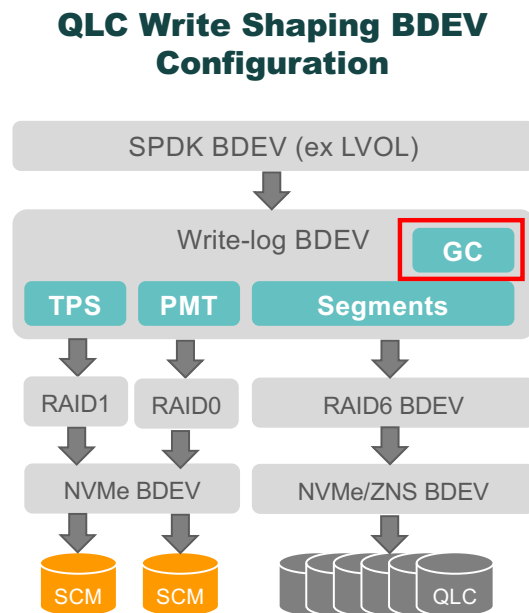 QLC Write Shaping BDEV
Configuration
SPDK BDEV (ex LVOL)
Write-log BDEV
GC
TPS
PMT
Segments
RAID1
RAID0
RAID6 BDEV
NVMe BDEV
NVMe/ZNS BDEV
SCM
SCM
QLC